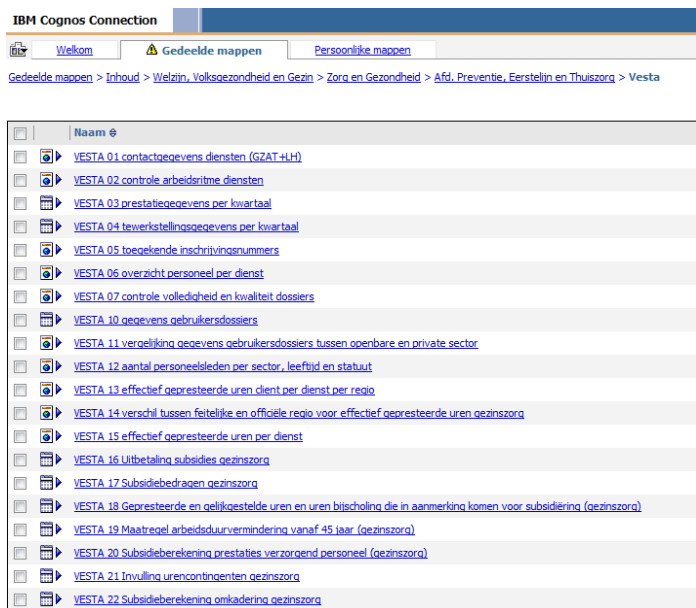 IBM Cognos Connection
Welkom Gedeelde mappen Persoonlijke mappen
Gedeelde mappen > Inhoud > Welzijn, Volksgezondheid en Gezin > Zorg en Gezondheid > Afd. Preventie, Eerstelijn en Thuiszorg > Vesta
Naam
VESTA 01 contactgegevens diensten (GZAT+LH)
VESTA 02 controle arbeidsritme diensten
VESTA 03 prestatiegegevens per kwartaal
VESTA 04 tewerkstellingsgegevens per kwartaal
VESTA 05 toegekende inschrijvingsnummers
VESTA 06 overzicht personeel per dienst
VESTA 07 controle volledigheid en kwaliteit dossiers
VESTA 10 gegevens gebruikersdossiers
VESTA 11 vergelijking gegevens gebruikersdossiers tussen openbare en private sector
VESTA 12 aantal personeelsleden per sector, leeftijd en statuut
VESTA 13 effectief gepresteerde uren client per dienst per regio
VESTA 14 verschil tussen feitelijke en officiële regio voor effectief gepresteerde uren gezinszorg
VESTA 15 effectief gepresteerde uren per dienst
VESTA 16 Uitbetaling subsidies gezinszorg
VESTA 17 Subsidiebedragen gezinszorg
VESTA 18 Gepresteerde en gelijkgestelde uren en uren bijscholing die in aanmerking komen voor subsidiëring (gezinszorg)
VESTA 19 Maatregel arbeidsduurvermindering vanaf 45 jaar (gezinszorg)
VESTA 20 Subsidieberekening prestaties verzorgend personeel (gezinszorg)
VESTA 21 Invulling urencontingenten gezinszorg
VESTA 22 Subsidieberekening omkadering gezinszorg